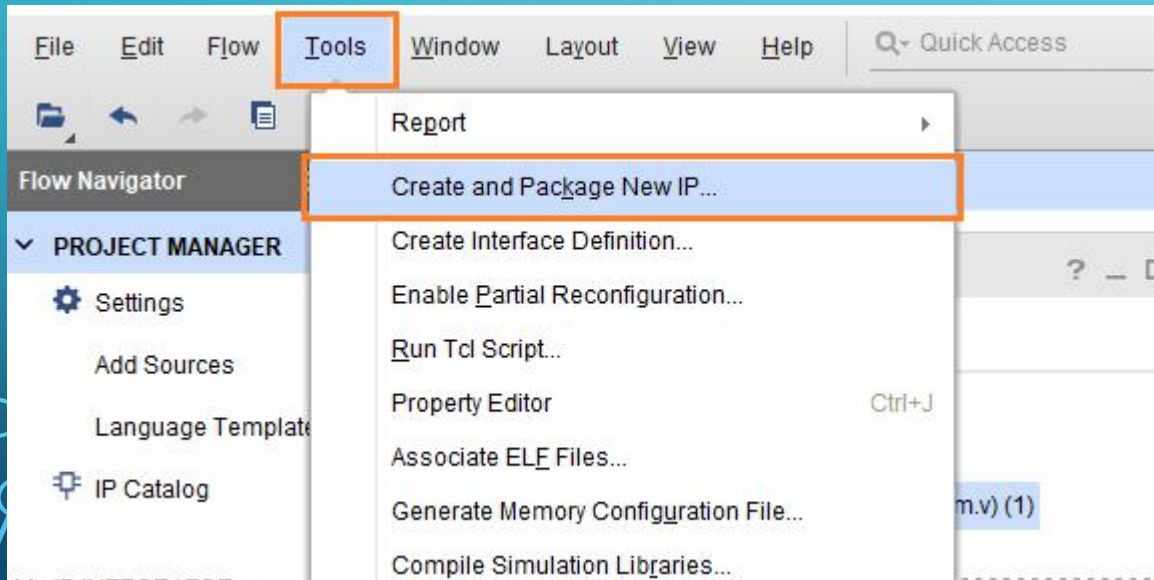 File Edit Flow Tools Window Layout View Help Quick Access
Report
Flow Navigator
Create and Package New IP...
PROJECT MANAGER
Create Interface Definition...
Settings
Enable Partial Reconfiguration...
Add Sources
Run Tcl Script...
Property Editor Ctrl+J
Language Template
Associate ELF Files...
IP Catalog
Generate Memory Configuration File...
m.v) (1)
Compile Simulation Libraries...